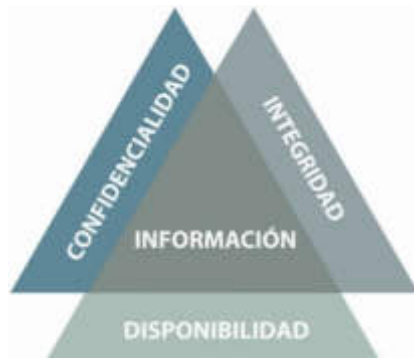 CONFIDENCIALIDAD
INTEGRIDAD
INFORMACIÓN
DISPONIBILIDAD